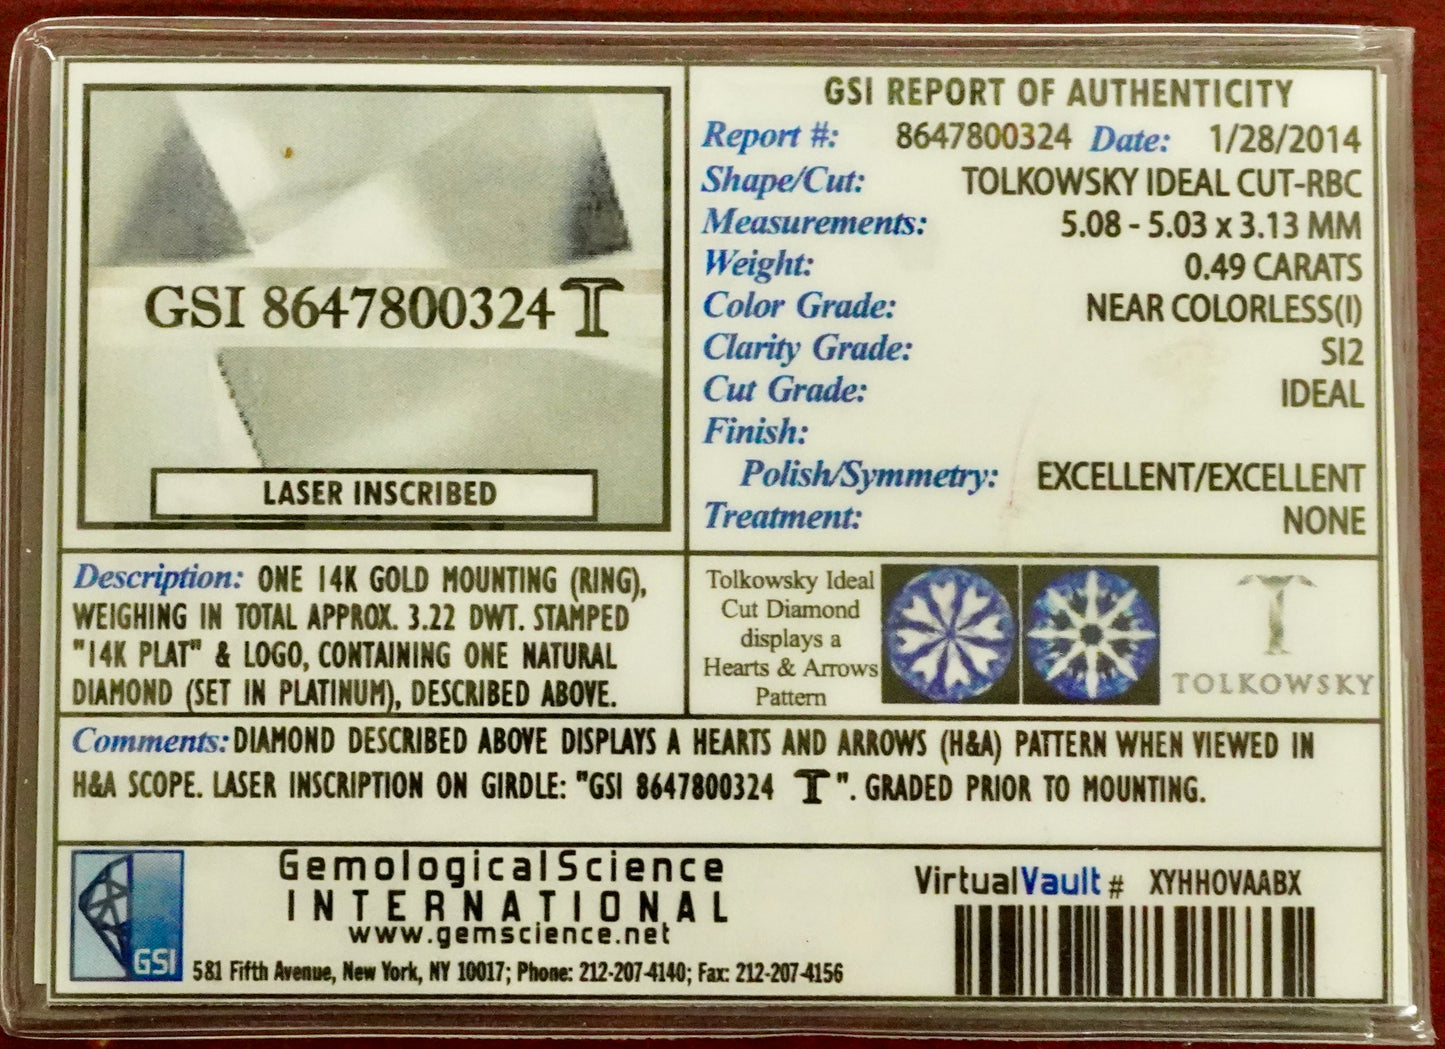 GSI 8647800324 T
LASER INSCRIBED
GSI REPORT OF AUTHENTICITY
Report #: 8647800324 Date: 1/28/2014
Shape/Cut: TOLKOWSKY IDEAL CUT-RBC
Measurements: 5.08 - 5.03 x 3.13 MM
Weight: 0.49 CARATS
Color Grade: NEAR COLORLESS(I)
Clarity Grade: SI2
Cut Grade: IDEAL
Finish:
Polish/Symmetry: EXCELLENT/EXCELLENT
Treatment: NONE
Description: ONE 14K GOLD MOUNTING (RING),
WEIGHING IN TOTAL APPROX. 3.22 DWT. STAMPED
"14K PLAT" & LOGO, CONTAINING ONE NATURAL
DIAMOND (SET IN PLATINUM), DESCRIBED ABOVE.
Tolkowsky Ideal
Cut Diamond
displays a
Hearts & Arrows
Pattern
T
TOLKOWSKY
Comments: DIAMOND DESCRIBED ABOVE DISPLAYS A HEARTS AND ARROWS (H&A) PATTERN WHEN VIEWED IN
H&A SCOPE. LASER INSCRIPTION ON GIRDLE: "GSI 8647800324 T ". GRADED PRIOR TO MOUNTING.
GSI
GemologicalScience
INTERNATIONAL
www.gemscience.net
581 Fifth Avenue, New York, NY 10017; Phone: 212-207-4140; Fax: 212-207-4156
VirtualVault # XYHHOVAABX